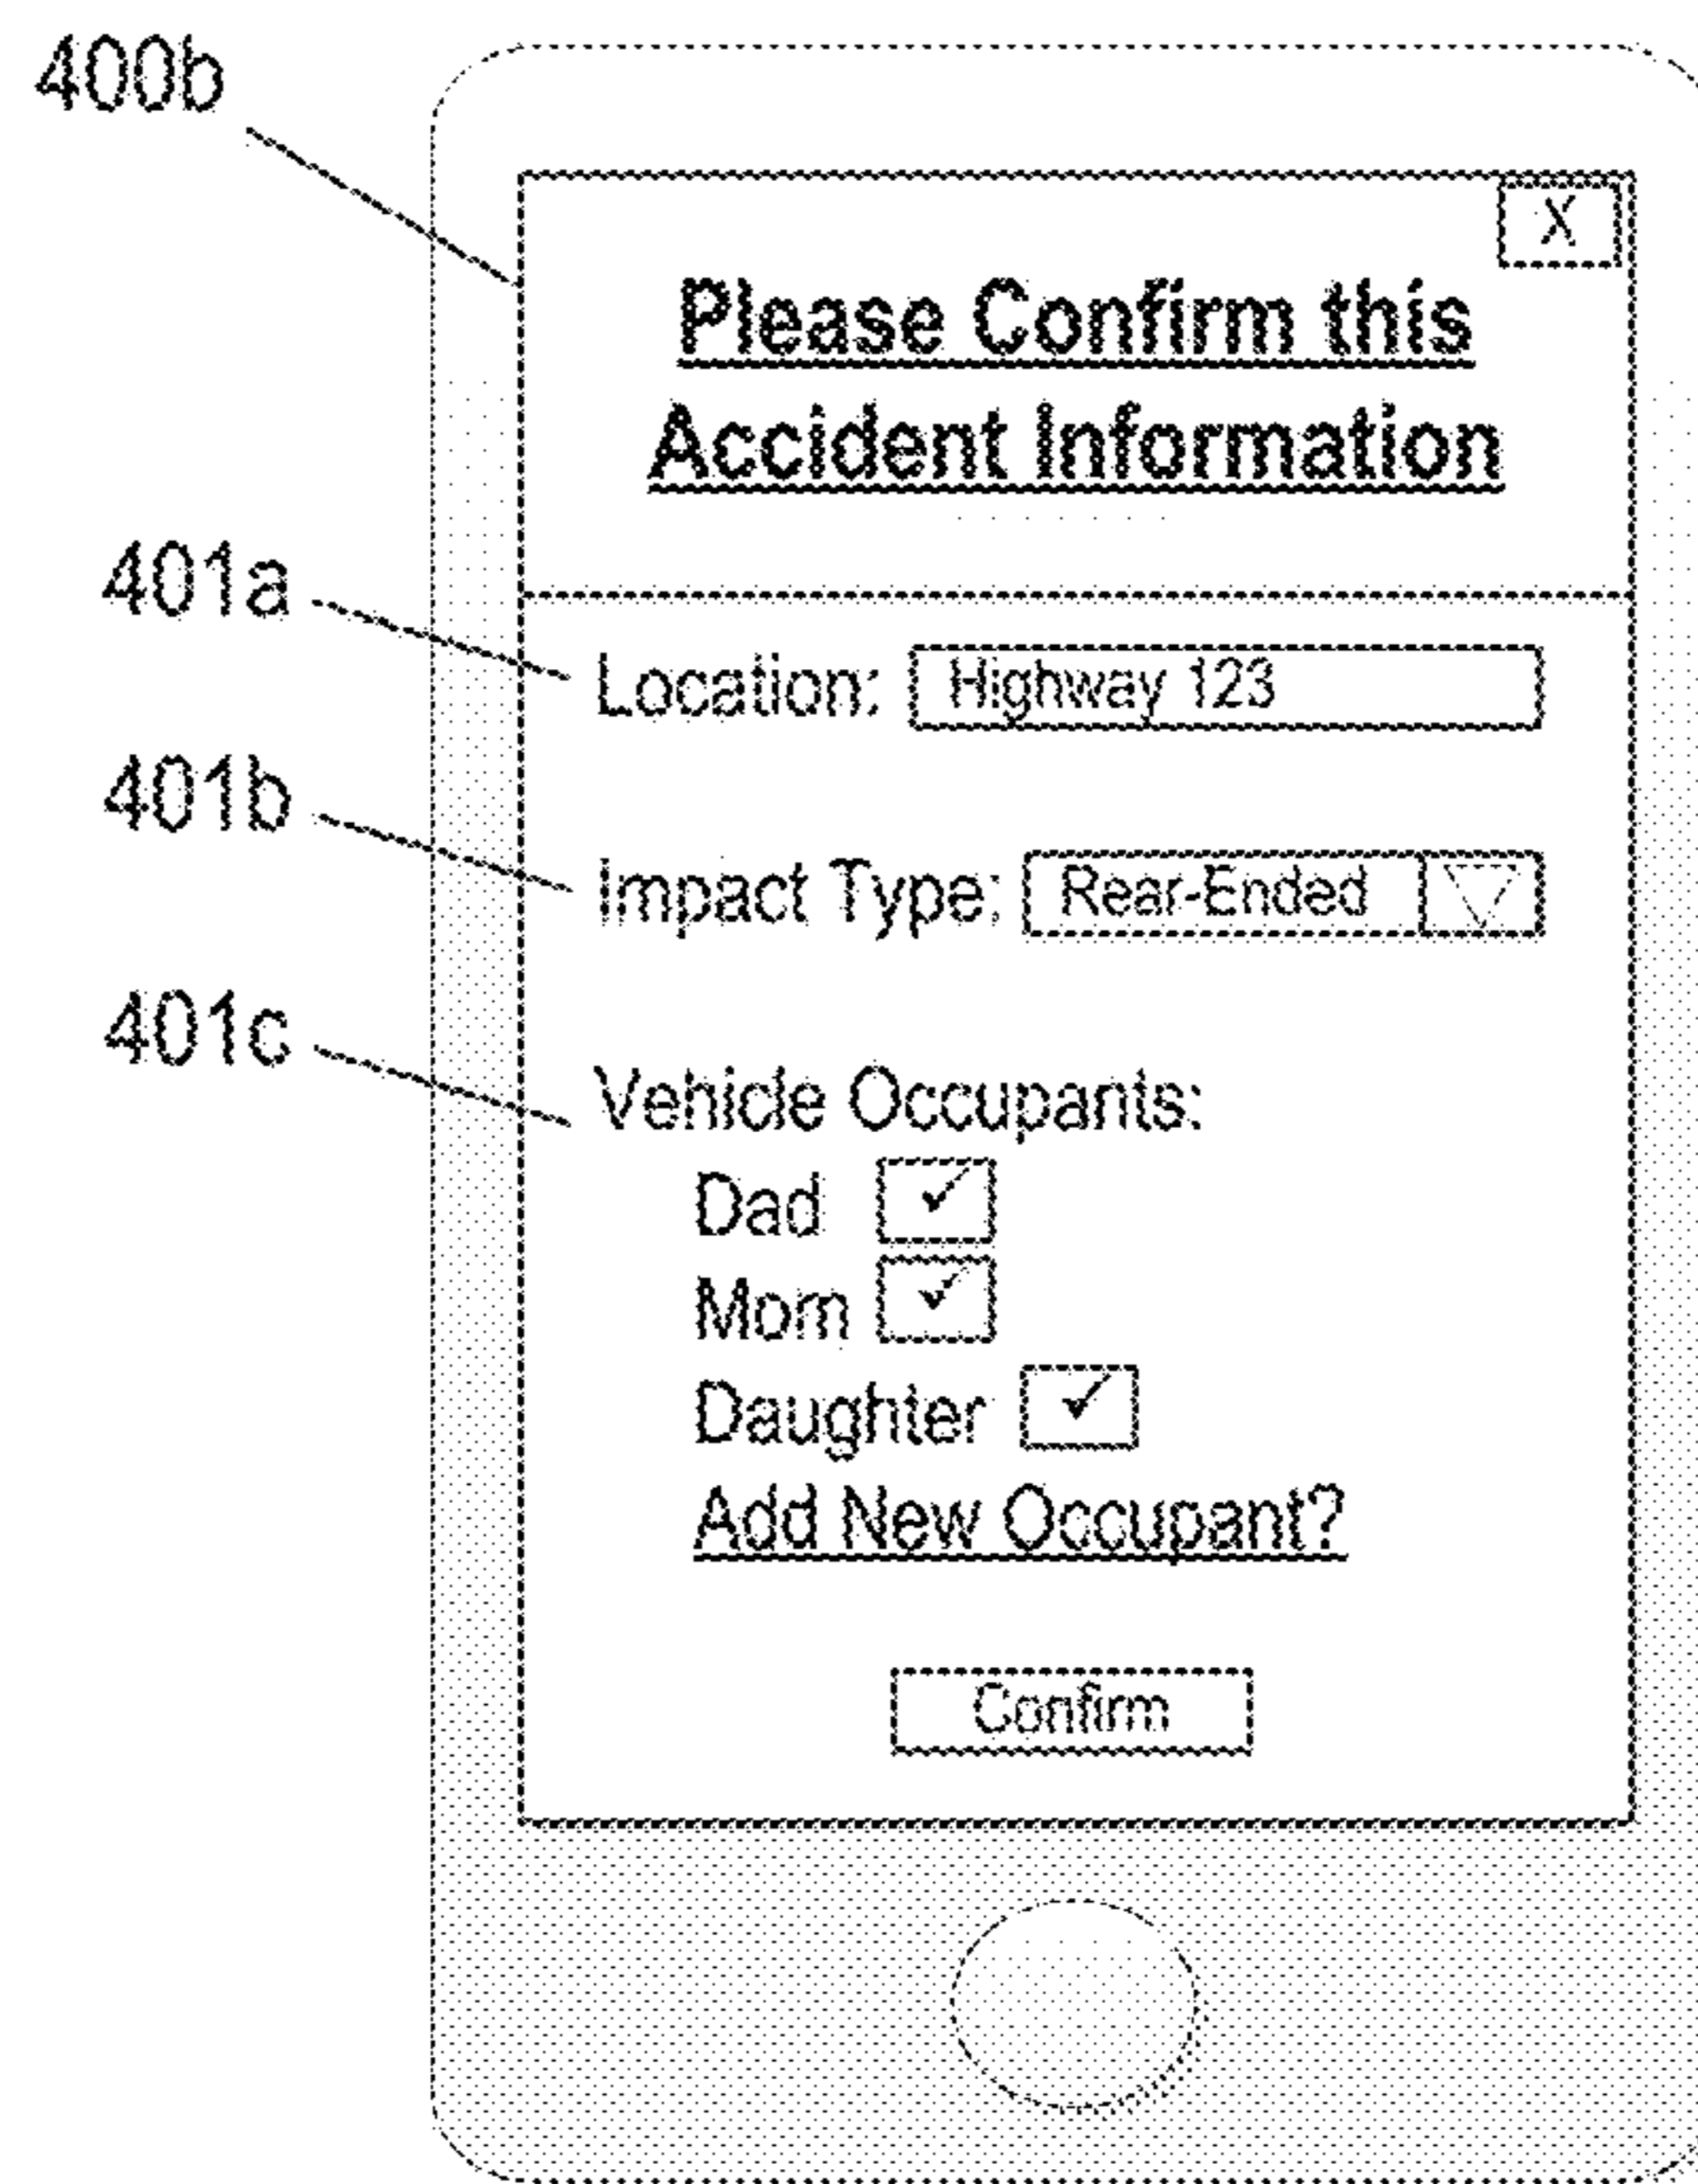 400b
X
Please Confirm this
Accident Information
401a
Location: Highway 123
401b
Impact Type: Rear-Ended
401c
Vehicle Occupants:
Dad ✓
Mom ✓
Daughter ✓
Add New Occupant?
Confirm